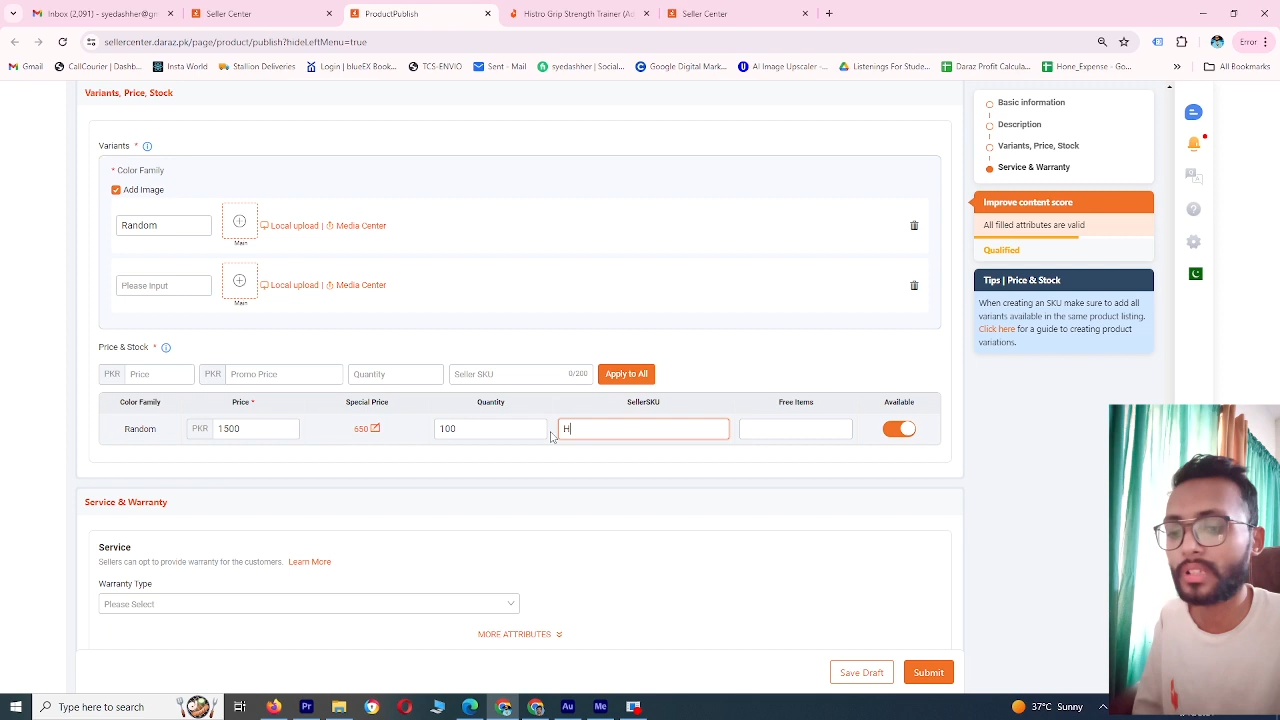 Inbox (2,091) - syedashher@gm
Seller Center
ProductPublish
Histro Grip Strength Trainer (Ad
Seller Center
sellercenter.daraz.pk/page/product/publish?hideLeftMenu=true
Error
Gmail
CallCourier | Dashb...
Insta World
Stallion Deliveries
Login | blueEX Book...
TCS-ENVIO
Sent - Mail
syedashher | Social...
Google Digital Mark...
AI Image Upscaler -...
Listenings For Stude...
Daraz Profit Calcula...
Hone_Expense - Go...
All Bookmarks
Variants, Price, Stock
Variants *
* Color Family
Add Image
Random
Main
Local upload | Media Center
Please Input
Main
Local upload | Media Center
Price & Stock *
PKR Price
PKR Promo Price
Quantity
Seller SKU 0/200
Apply to All
Color Family
Price *
Special Price
Quantity
SellerSKU
Free Items
Available
Random
PKR 1500
650
100
H
Service & Warranty
Service
Sellers can opt to provide warranty for the customers. Learn More
Warranty Type
Please Select
MORE ATTRIBUTES
Save Draft
Submit
Basic information
Description
Variants, Price, Stock
Service & Warranty
Improve content score
All filled attributes are valid
Qualified
Tips | Price & Stock
When creating an SKU make sure to add all
variants available in the same product listing.
Click here for a guide to creating product
variations.
Type here to search
37°C Sunny